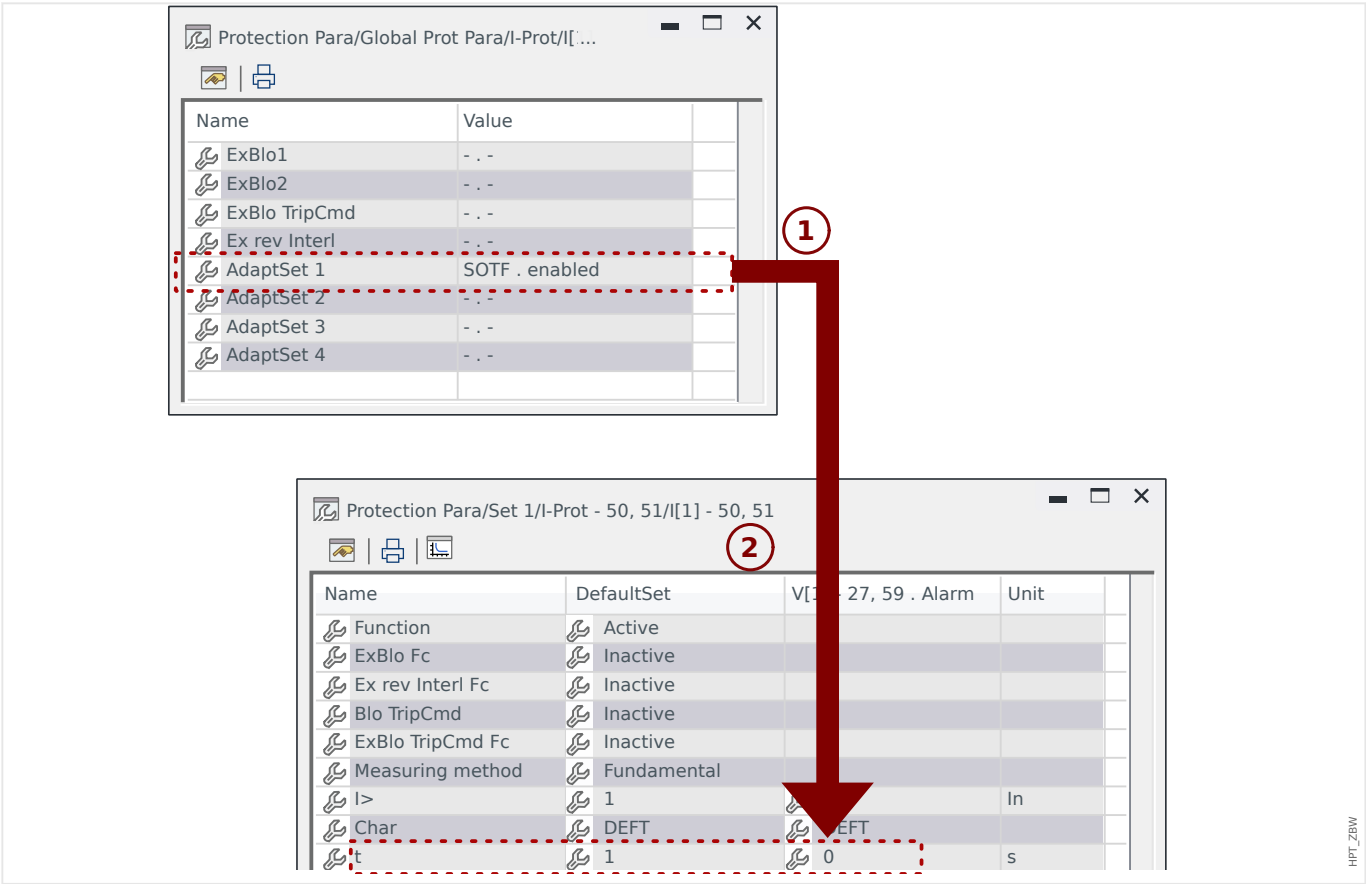 Protection Para/Global Prot Para/I-Prot/I[...
Name Value
ExBlo1 - . -
ExBlo2 - . -
ExBlo TripCmd - . -
Ex rev Interl - . -
1
AdaptSet 1 SOTF . enabled
AdaptSet 2 - . -
AdaptSet 3 - . -
AdaptSet 4 - . -
Protection Para/Set 1/I-Prot - 50, 51/I[1] - 50, 51
2
Name DefaultSet V[1 - 27, 59 . Alarm Unit
Function Active
ExBlo Fc Inactive
Ex rev Interl Fc Inactive
Blo TripCmd Inactive
ExBlo TripCmd Fc Inactive
Measuring method Fundamental
I> 1 In
Char DEFT EFT
t 1 0 s
HPT_ZBW